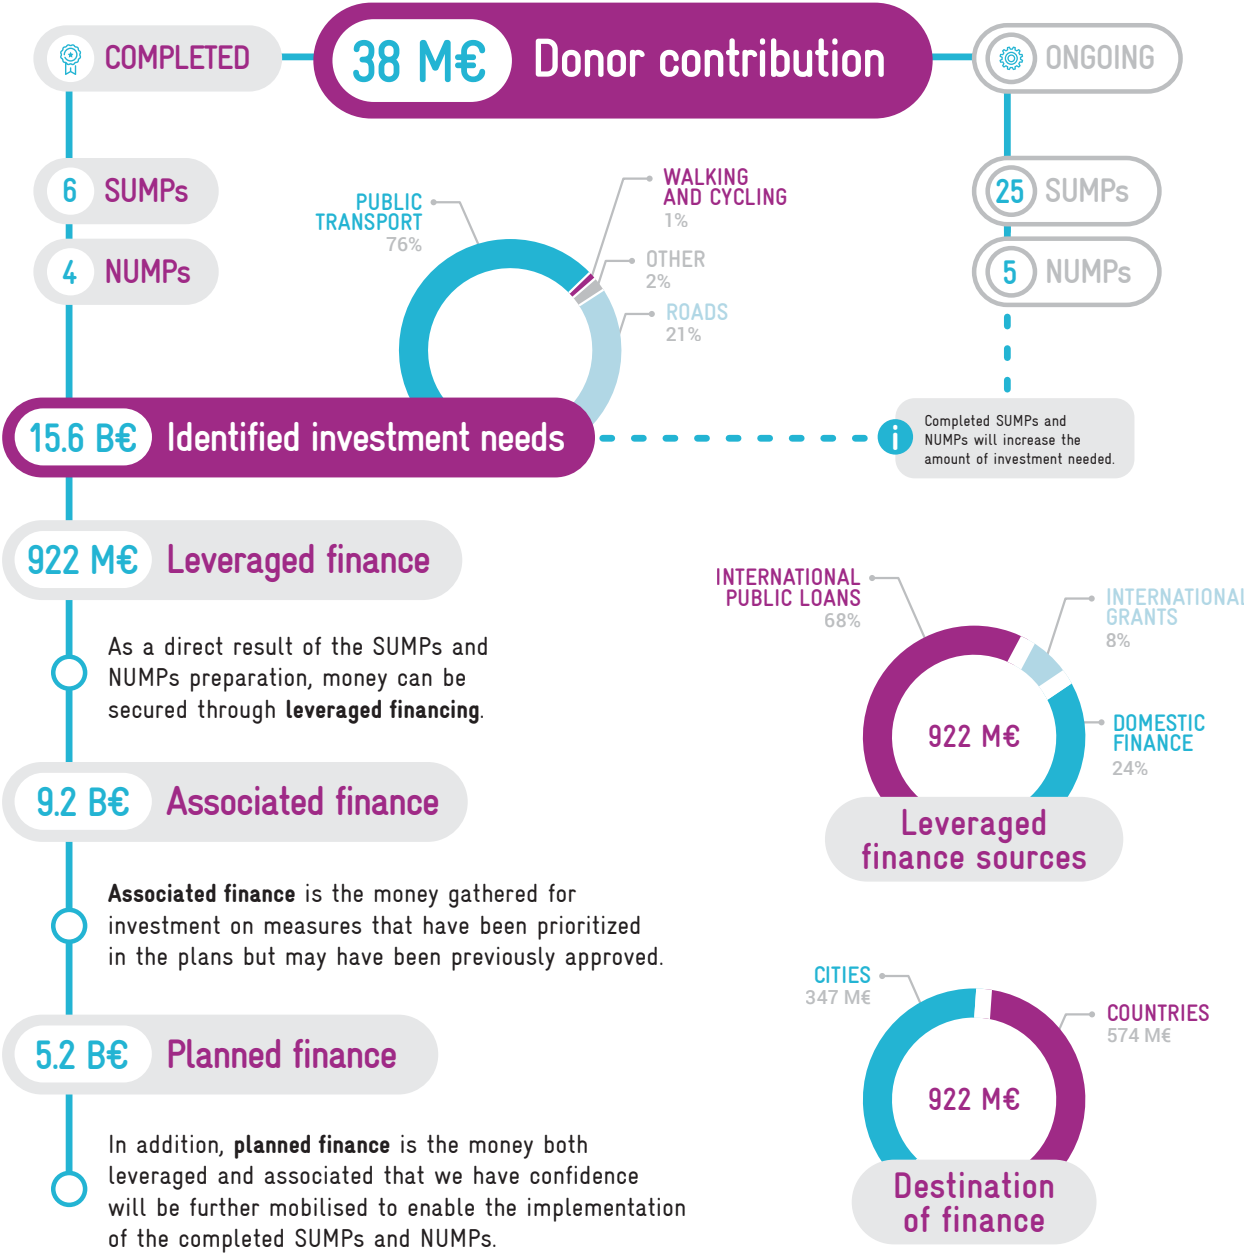 COMPLETED
38 M€ Donor contribution
ONGOING
6 SUMPs
4 NUMPs
25 SUMPs
5 NUMPs
PUBLIC
TRANSPORT
76%
WALKING
AND CYCLING
1%
OTHER
2%
ROADS
21%
15.6 B€ Identified investment needs
i
Completed SUMPs and
NUMPs will increase the
amount of investment needed.
922 M€ Leveraged finance
As a direct result of the SUMPs and
NUMPs preparation, money can be
secured through leveraged financing.
9.2 B€ Associated finance
Associated finance is the money gathered for
investment on measures that have been prioritized
in the plans but may have been previously approved.
5.2 B€ Planned finance
In addition, planned finance is the money both
leveraged and associated that we have confidence
will be further mobilised to enable the implementation
of the completed SUMPs and NUMPs.
INTERNATIONAL
PUBLIC LOANS
68%
INTERNATIONAL
GRANTS
8%
DOMESTIC
FINANCE
24%
922 M€
Leveraged
finance sources
CITIES
347 M€
COUNTRIES
574 M€
922 M€
Destination
of finance